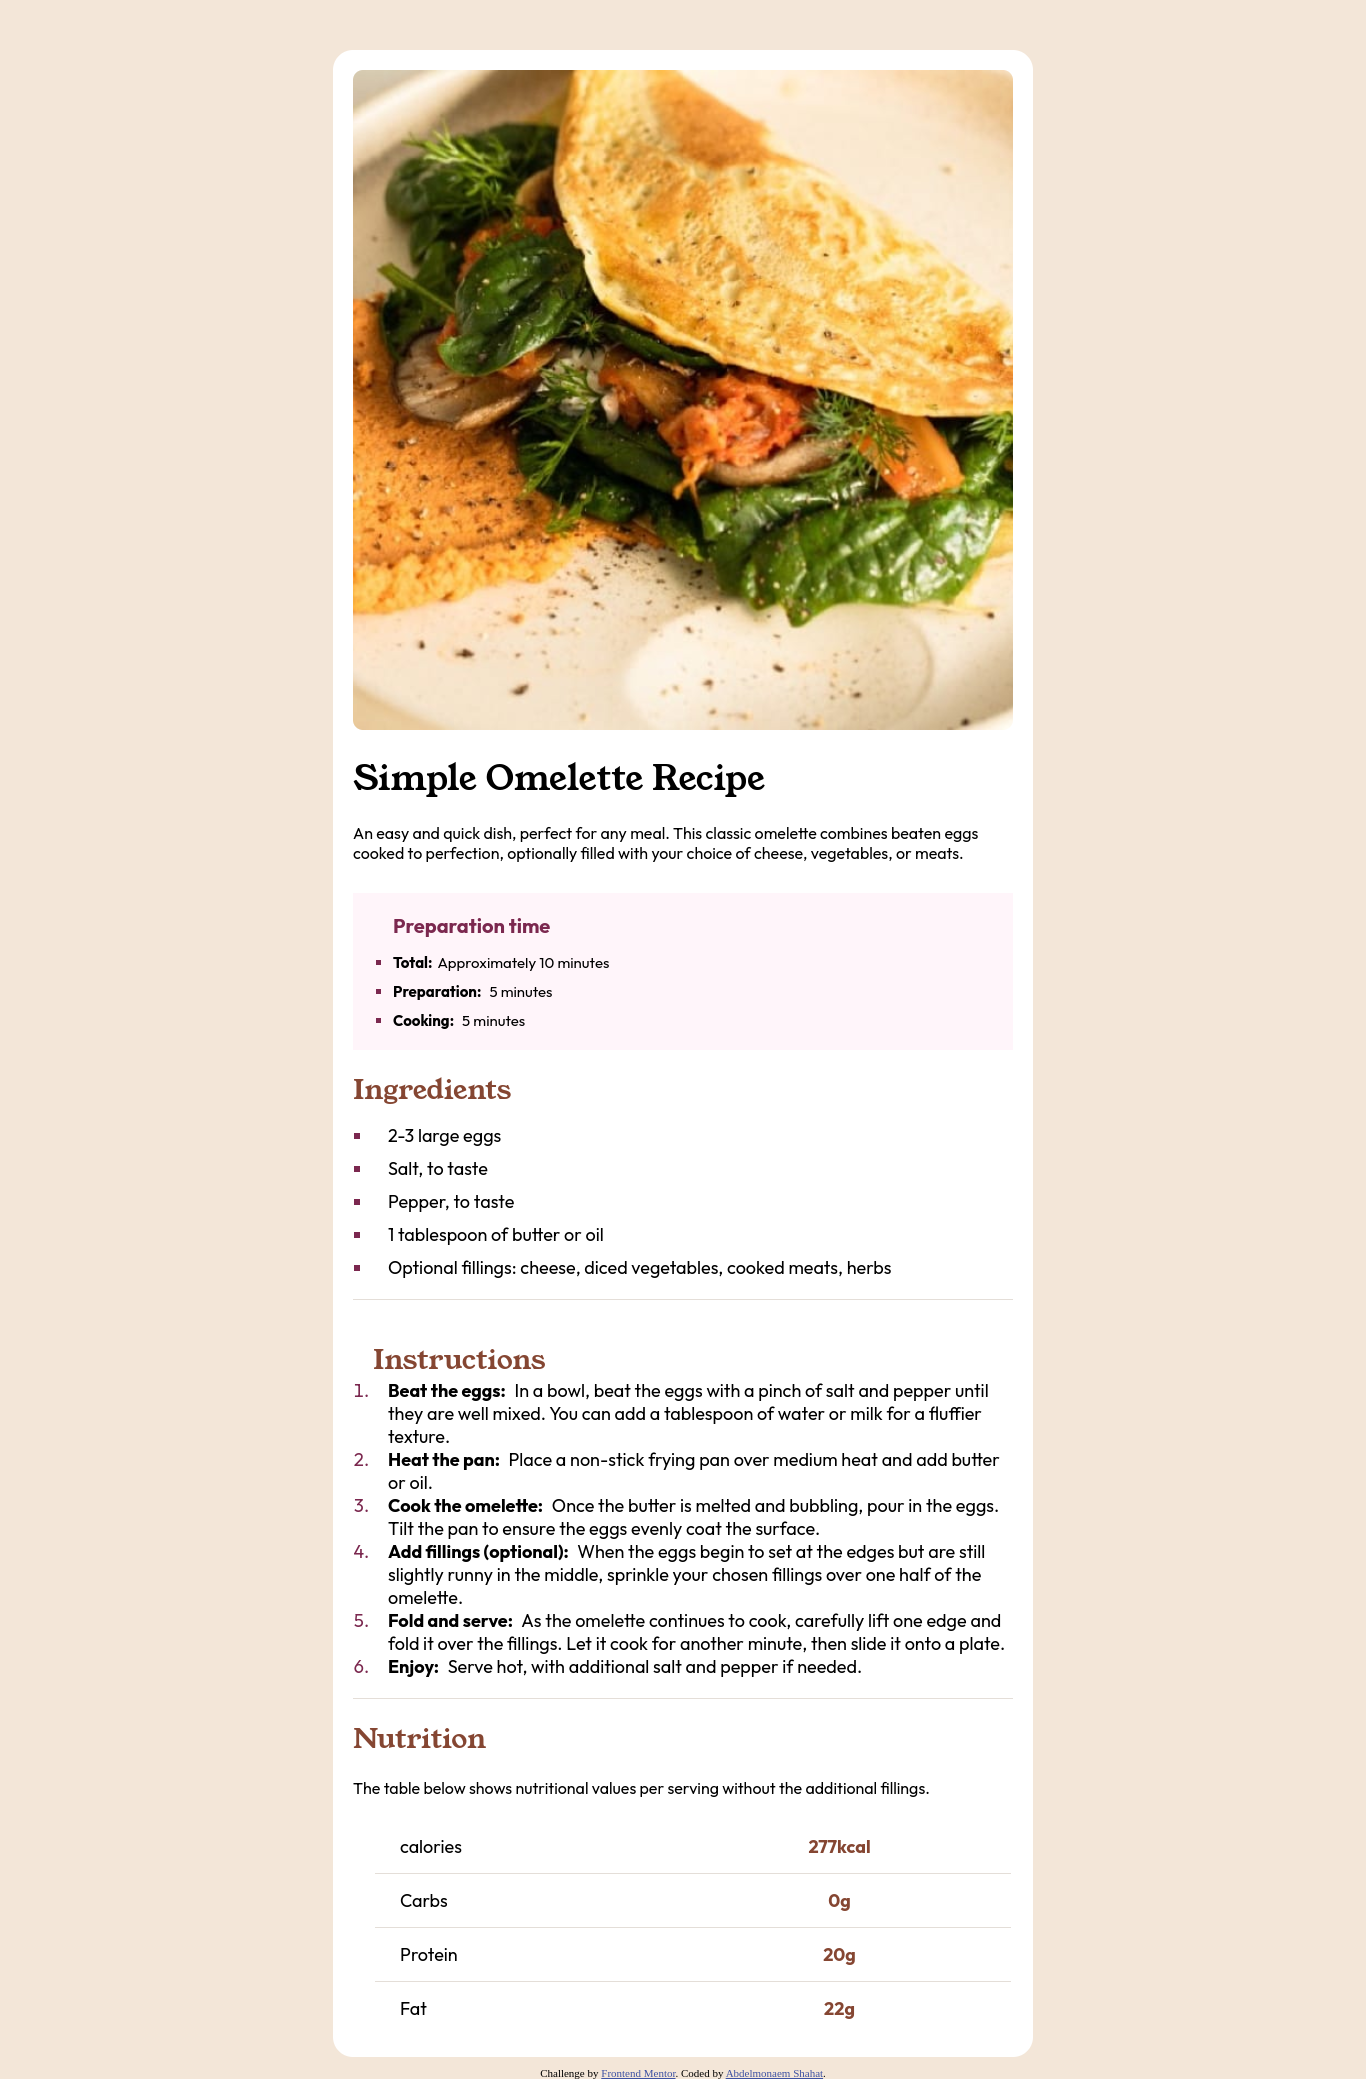 Simple Omelette Recipe
An easy and quick dish, perfect for any meal. This classic omelette combines beaten eggs
cooked to perfection, optionally filled with your choice of cheese, vegetables, or meats.
Preparation time
Total: Approximately 10 minutes
Preparation: 5 minutes
Cooking: 5 minutes
Ingredients
2-3 large eggs
Salt, to taste
Pepper, to taste
1 tablespoon of butter or oil
Optional fillings: cheese, diced vegetables, cooked meats, herbs
Instructions
1. Beat the eggs: In a bowl, beat the eggs with a pinch of salt and pepper until
they are well mixed. You can add a tablespoon of water or milk for a fluffier
texture.
2. Heat the pan: Place a non-stick frying pan over medium heat and add butter
or oil.
3. Cook the omelette: Once the butter is melted and bubbling, pour in the eggs.
Tilt the pan to ensure the eggs evenly coat the surface.
4. Add fillings (optional): When the eggs begin to set at the edges but are still
slightly runny in the middle, sprinkle your chosen fillings over one half of the
omelette.
5. Fold and serve: As the omelette continues to cook, carefully lift one edge and
fold it over the fillings. Let it cook for another minute, then slide it onto a plate.
6. Enjoy: Serve hot, with additional salt and pepper if needed.
Nutrition
The table below shows nutritional values per serving without the additional fillings.
calories 277kcal
Carbs 0g
Protein 20g
Fat 22g
Challenge by Frontend Mentor. Coded by Abdelmonaem Shahat.